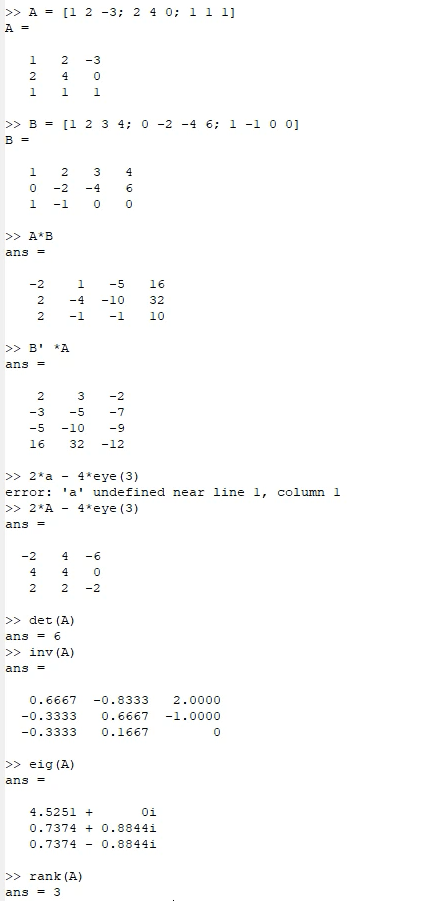 >> A = [1 2 -3; 2 4 0; 1 1 1]
A =
1 2 -3
2 4 0
1 1 1
>> B = [1 2 3 4; 0 -2 -4 6; 1 -1 0 0]
B =
1 2 3 4
0 -2 -4 6
1 -1 0 0
>> A*B
ans =
-2 1 -5 16
2 -4 -10 32
2 -1 -1 10
>> B' *A
ans =
2 3 -2
-3 -5 -7
-5 -10 -9
16 32 -12
>> 2*a - 4*eye(3)
error: 'a' undefined near line 1, column 1
>> 2*A - 4*eye(3)
ans =
-2 4 -6
4 4 0
2 2 -2
>> det(A)
ans = 6
>> inv(A)
ans =
0.6667 -0.8333 2.0000
-0.3333 0.6667 -1.0000
-0.3333 0.1667 0
>> eig(A)
ans =
4.5251 + 0i
0.7374 + 0.8844i
0.7374 - 0.8844i
>> rank(A)
ans = 3